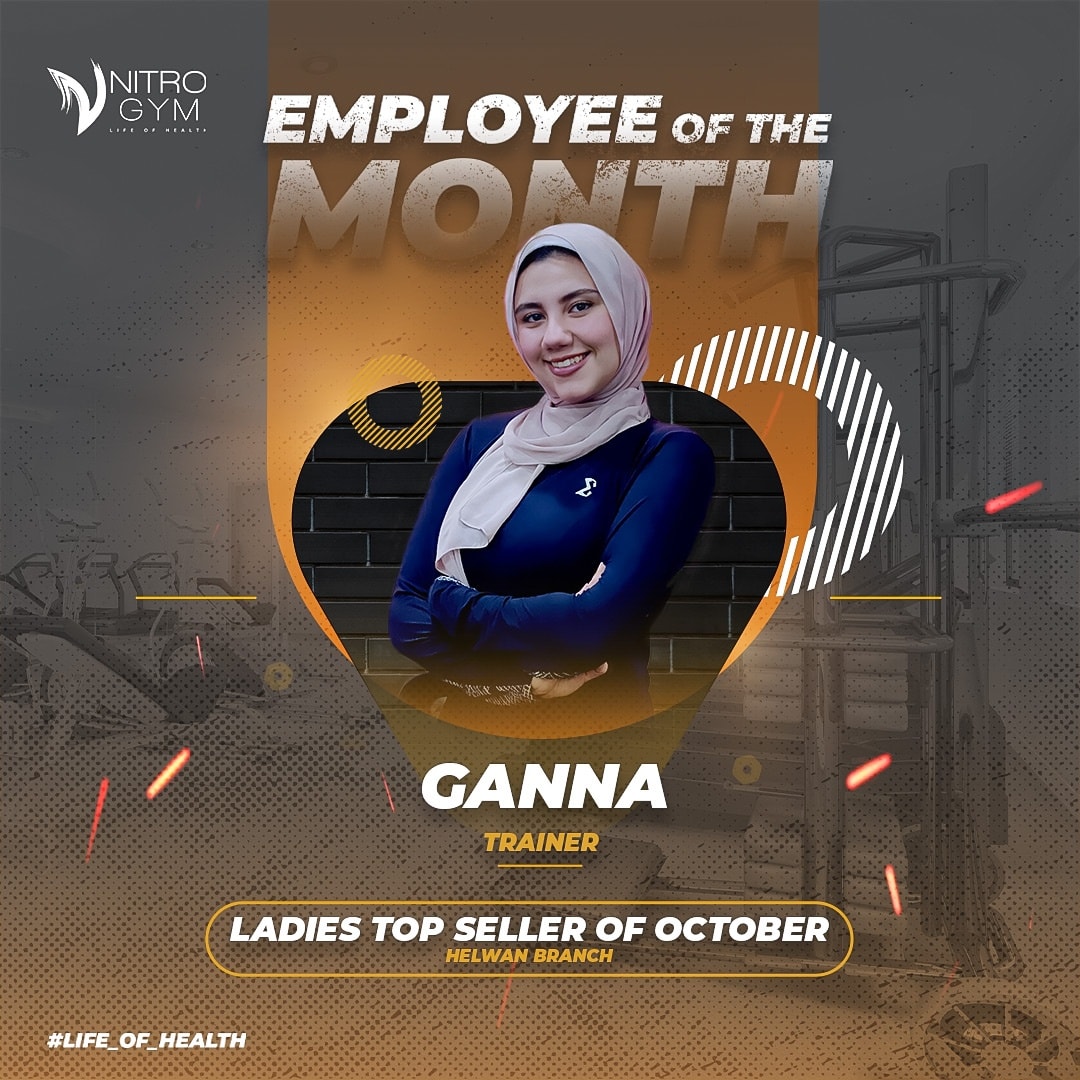 NITRO
GYM
LIFE OF HEALTH
EMPLOYEE OF THE
MONTH
GANNA
TRAINER
LADIES TOP SELLER OF OCTOBER
HELWAN BRANCH
#LIFE_OF_HEALTH